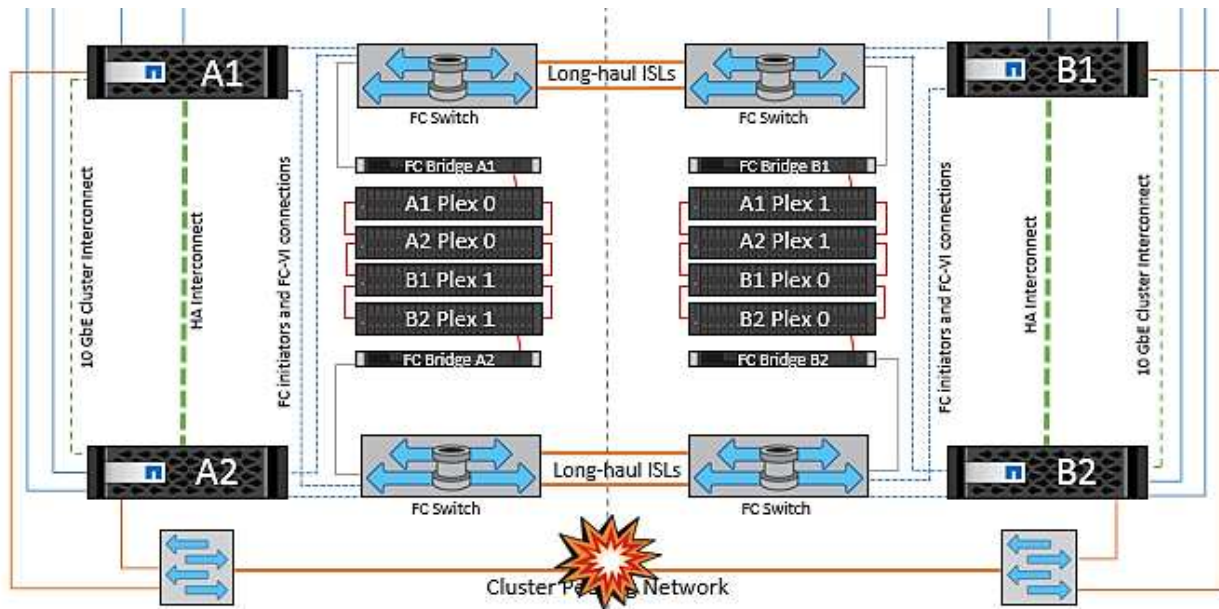 A1
B1
Long-haul ISLs
FC Switch
FC Switch
FC Bridge A1
FC Bridge B1
A1 Plex 0
A1 Plex 1
A2 Plex 0
A2 Plex 1
B1 Plex 1
B1 Plex 0
B2 Plex 1
B2 Plex 0
FC Bridge A2
FC Bridge B2
10 GbE Cluster Interconnect
HA Interconnect
FC initiators and FC-VI connections
FC initiators and FC-VI connections
HA Interconnect
10 GbE Cluster Interconnect
A2
B2
Long-haul ISLs
FC Switch
FC Switch
Cluster Network